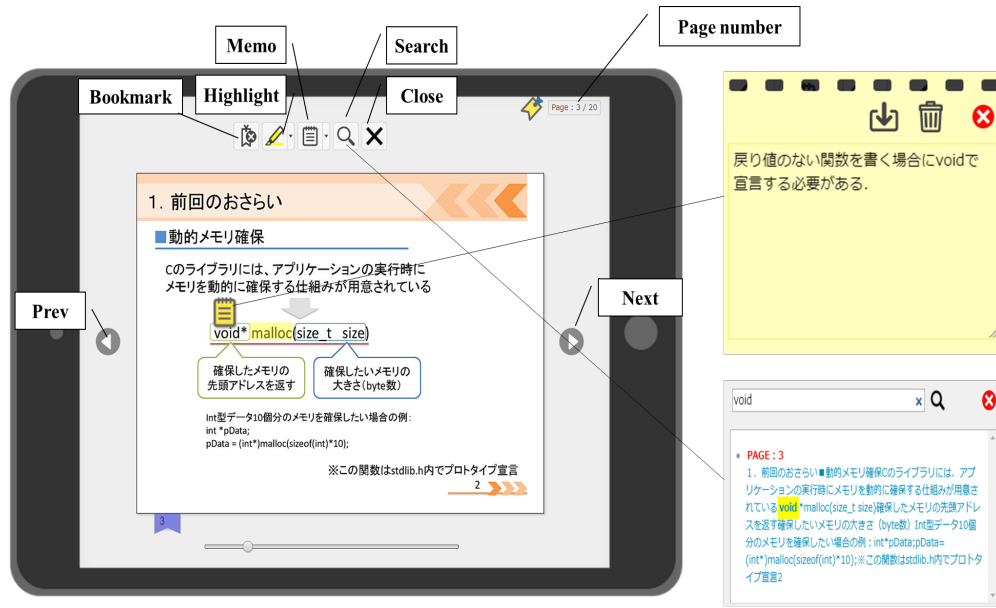 Page number
Memo
Search
Bookmark
Highlight
Close
Page : 3 / 20
1. 前回のおさらい
■動的メモリ確保
Cのライブラリには、アプリケーションの実行時に
メモリを動的に確保する仕組みが用意されている
void* malloc(size_t size)
確保したメモリの
先頭アドレスを返す
確保したいメモリの
大きさ(byte数)
Int型データ10個分のメモリを確保したい場合の例:
int *pData;
pData = (int*)malloc(sizeof(int)*10);
※この関数はstdlib.h内でプロトタイプ宣言
2
3
Prev
Next
戻り値のない関数を書く場合にvoidで
宣言する必要がある.
void
PAGE : 3
1．前回のおさらい■動的メモリ確保Cのライブラリには、アプ
リケーションの実行時にメモリを動的に確保する仕組みが用意さ
れている void *malloc(size_t size)確保したメモリの先頭アドレ
スを返す確保したいメモリの大きさ（byte数）Int型データ10個
分のメモリを確保したい場合の例：int*pData;pData=
(int*)malloc(sizeof(int)*10);※この関数はstdlib.h内でプロトタ
イプ宣言2